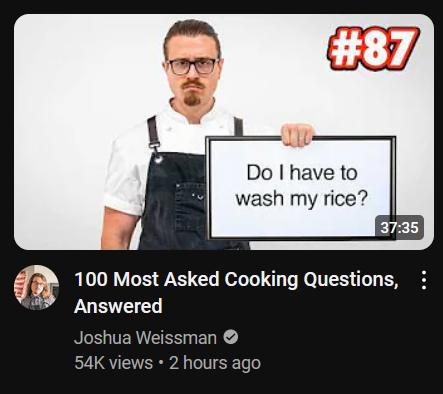 #87
Do I have to
wash my rice?
37:35
100 Most Asked Cooking Questions,
Answered
Joshua Weissman
54K views • 2 hours ago